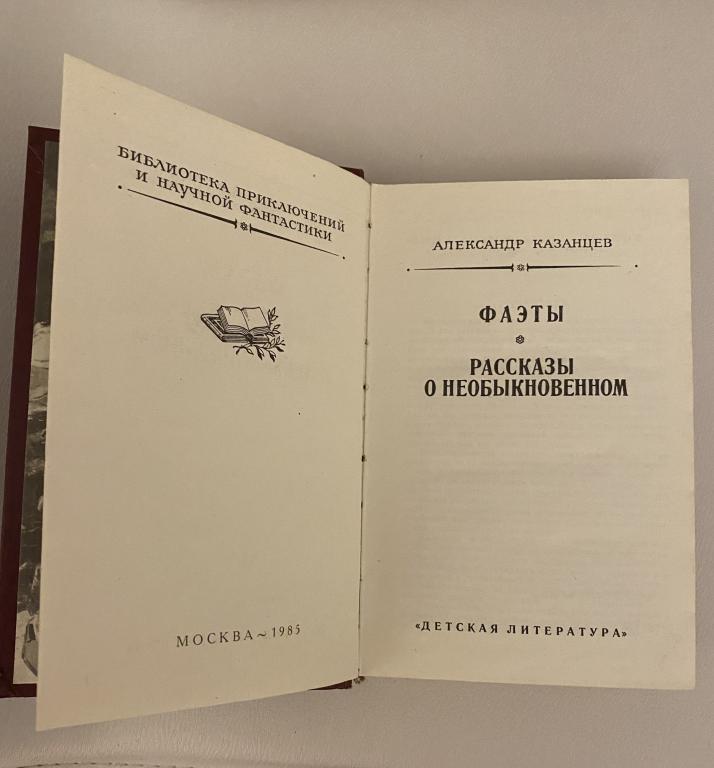 БИБЛИОТЕКА ПРИКЛЮЧЕНИЙ
И НАУЧНОЙ ФАНТАСТИКИ
МОСКВА ~ 1985
АЛЕКСАНДР КАЗАНЦЕВ
ФАЭТЫ
РАССКАЗЫ
О НЕОБЫКНОВЕННОМ
«ДЕТСКАЯ ЛИТЕРАТУРА»